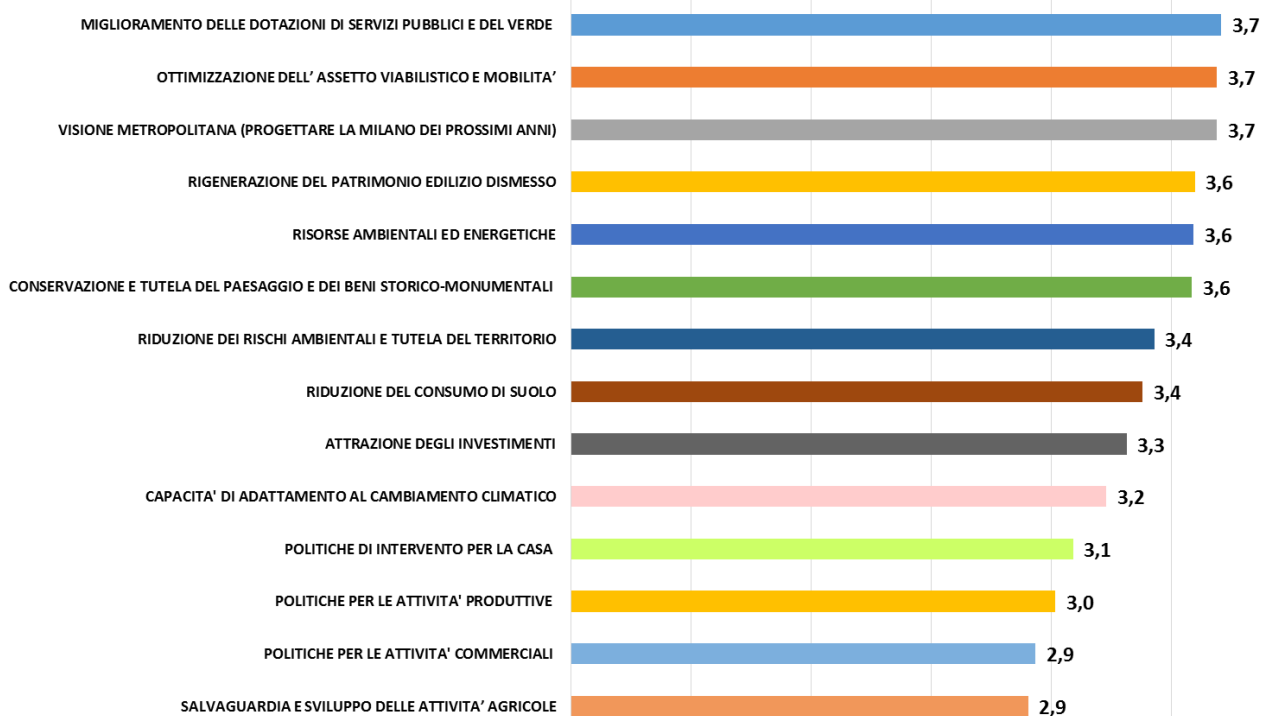 MIGLIORAMENTO DELLE DOTAZIONI DI SERVIZI PUBBLICI E DEL VERDE 3,7
OTTIMIZZAZIONE DELL’ ASSETTO VIABILISTICO E MOBILITA’ 3,7
VISIONE METROPOLITANA (PROGETTARE LA MILANO DEI PROSSIMI ANNI) 3,7
RIGENERAZIONE DEL PATRIMONIO EDILIZIO DISMESSO 3,6
RISORSE AMBIENTALI ED ENERGETICHE 3,6
CONSERVAZIONE E TUTELA DEL PAESAGGIO E DEI BENI STORICO-MONUMENTALI 3,6
RIDUZIONE DEI RISCHI AMBIENTALI E TUTELA DEL TERRITORIO 3,4
RIDUZIONE DEL CONSUMO DI SUOLO 3,4
ATTRAZIONE DEGLI INVESTIMENTI 3,3
CAPACITA' DI ADATTAMENTO AL CAMBIAMENTO CLIMATICO 3,2
POLITICHE DI INTERVENTO PER LA CASA 3,1
POLITICHE PER LE ATTIVITA' PRODUTTIVE 3,0
POLITICHE PER LE ATTIVITA' COMMERCIALI 2,9
SALVAGUARDIA E SVILUPPO DELLE ATTIVITA’ AGRICOLE 2,9